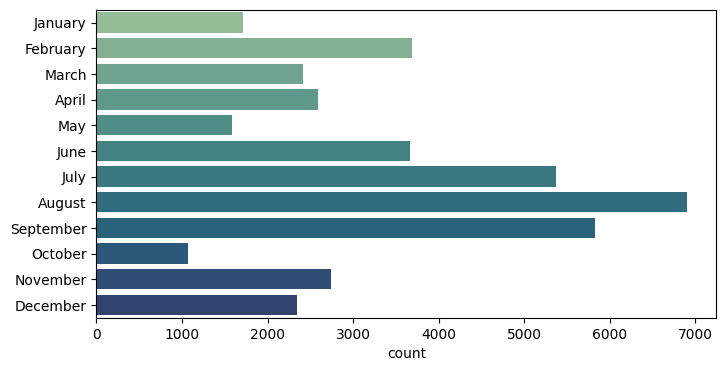 January
February
March
April
May
June
July
August
September
October
November
December
0 1000 2000 3000 4000 5000 6000 7000
count